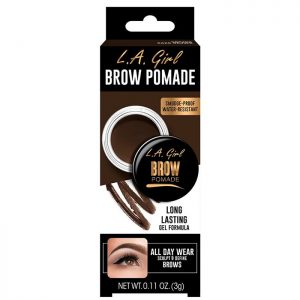 L.A. Girl
BROW POMADE
SMUDGE-PROOF
WATER-RESISTANT
L.A. Girl
BROW
POMADE
LONG
LASTING
GEL FORMULA
ALL DAY WEAR
SCULPT & DEFINE
BROWS
NET WT. 0.11 OZ. (3g)